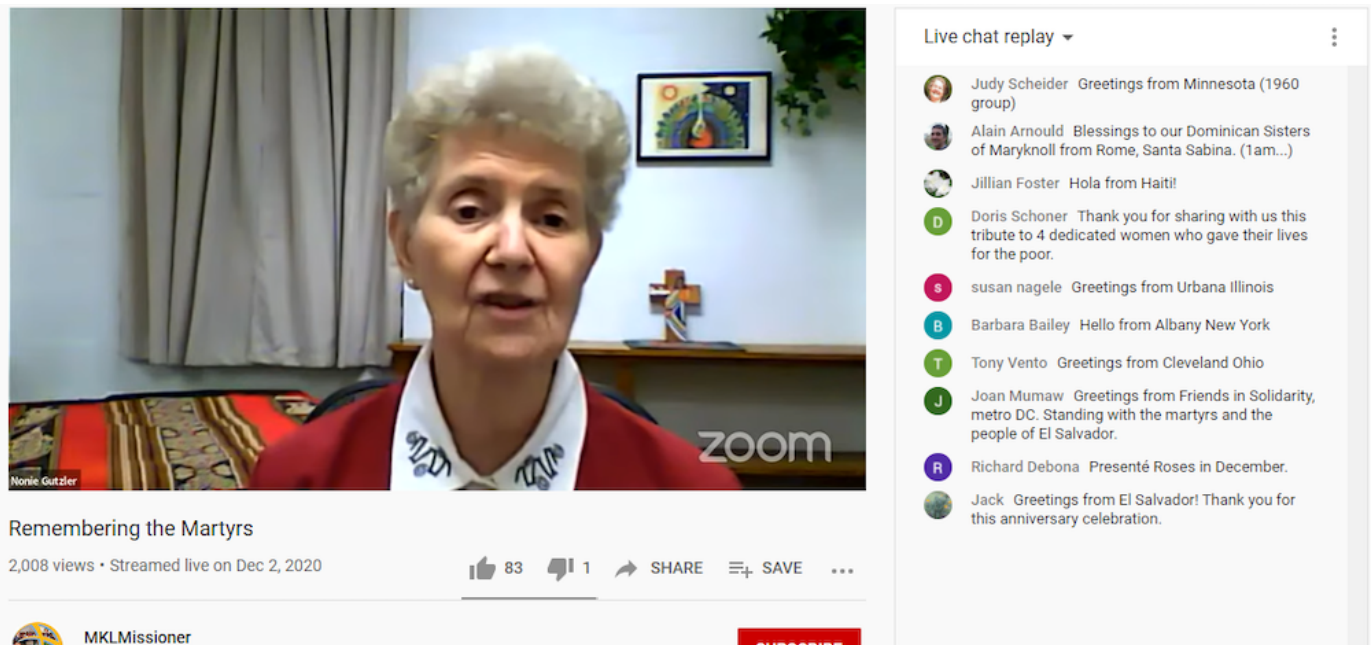 zoom
Nonie Gutzler
Remembering the Martyrs
2,008 views • Streamed live on Dec 2, 2020
83
1
SHARE
SAVE
MKLMissioner
SUBSCRIBE
Live chat replay
Judy Scheider Greetings from Minnesota (1960
group)
Alain Arnould Blessings to our Dominican Sisters
of Maryknoll from Rome, Santa Sabina. (1am...)
Jillian Foster Hola from Haiti!
D
Doris Schoner Thank you for sharing with us this
tribute to 4 dedicated women who gave their lives
for the poor.
s
susan nagele Greetings from Urbana Illinois
B
Barbara Bailey Hello from Albany New York
T
Tony Vento Greetings from Cleveland Ohio
J
Joan Mumaw Greetings from Friends in Solidarity,
metro DC. Standing with the martyrs and the
people of El Salvador.
R
Richard Debona Presenté Roses in December.
Jack Greetings from El Salvador! Thank you for
this anniversary celebration.